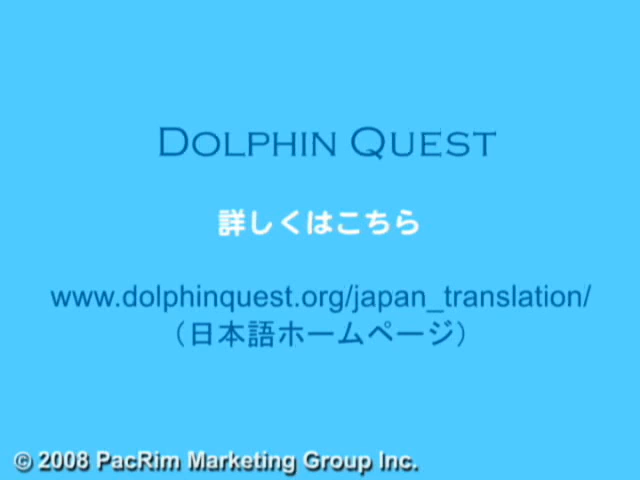 DOLPHIN QUEST
詳しくはこちら
www.dolphinquest.org/japan_translation/
（日本語ホームページ）
© 2008 PacRim Marketing Group Inc.